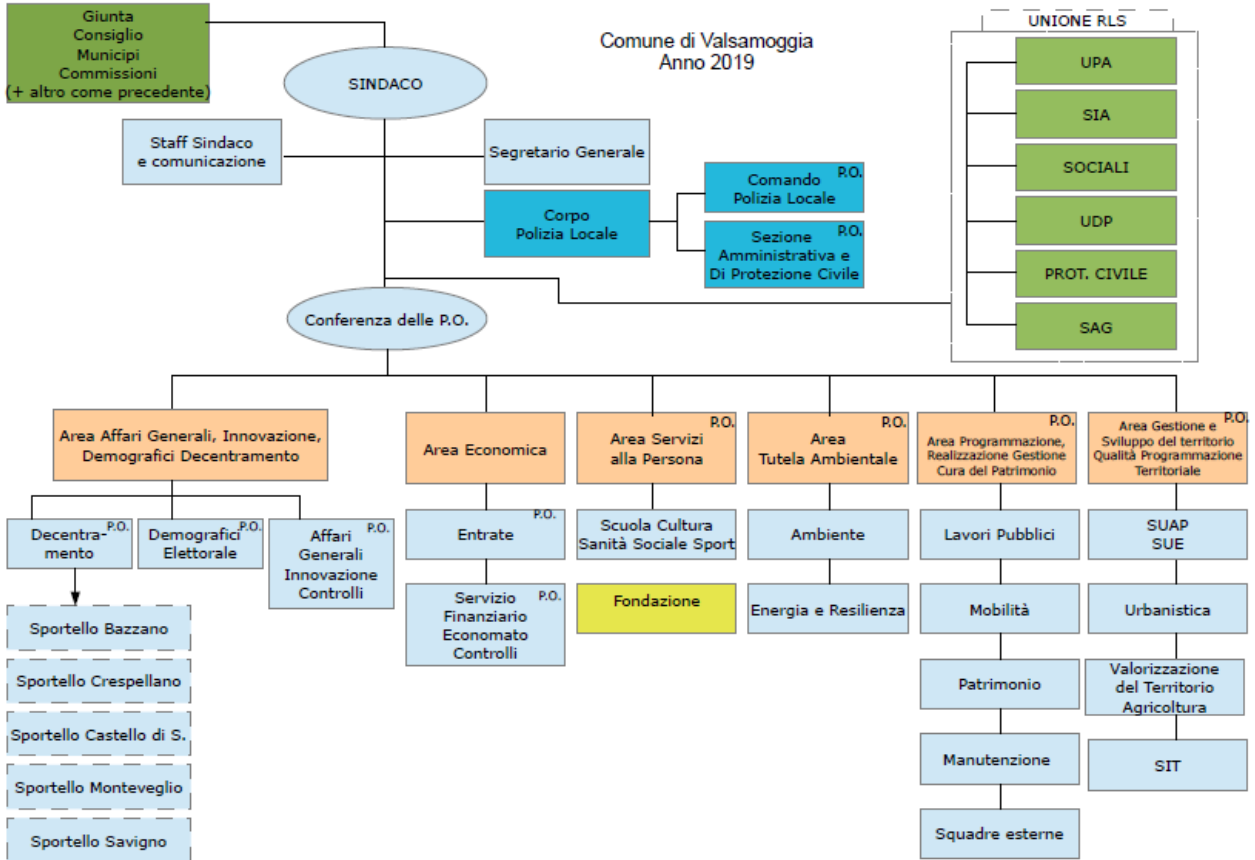 Giunta
Consiglio
Municipi
Commissioni
(+ altro come precedente)
SINDACO
Comune di Valsamoggia
Anno 2019
UNIONE RLS
UPA
SIA
SOCIALI
UDP
PROT. CIVILE
SAG
Staff Sindaco
e comunicazione
Segretario Generale
Corpo
Polizia Locale
Comando P.O.
Polizia Locale
Sezione P.O.
Amministrativa e
Di Protezione Civile
Conferenza delle P.O.
Area Affari Generali, Innovazione,
Demografici Decentramento
Area Economica
P.O.
Area Servizi
alla Persona
P.O.
Area
Tutela Ambientale
P.O.
Area Programmazione,
Realizzazione Gestione
Cura del Patrimonio
P.O.
Area Gestione e
Sviluppo del territorio
Qualità Programmazione
Territoriale
P.O.
Decentra-
mento
P.O.
Demografici
Elettorale
P.O.
Affari
Generali
Innovazione
Controlli
P.O.
Entrate
Servizio P.O.
Finanziario
Economato
Controlli
Scuola Cultura
Sanità Sociale Sport
Fondazione
Ambiente
Energia e Resilienza
Lavori Pubblici
Mobilità
Patrimonio
Manutenzione
Squadre esterne
SUAP
SUE
Urbanistica
Valorizzazione
del Territorio
Agricoltura
SIT
Sportello Bazzano
Sportello Crespellano
Sportello Castello di S.
Sportello Monteveglio
Sportello Savigno